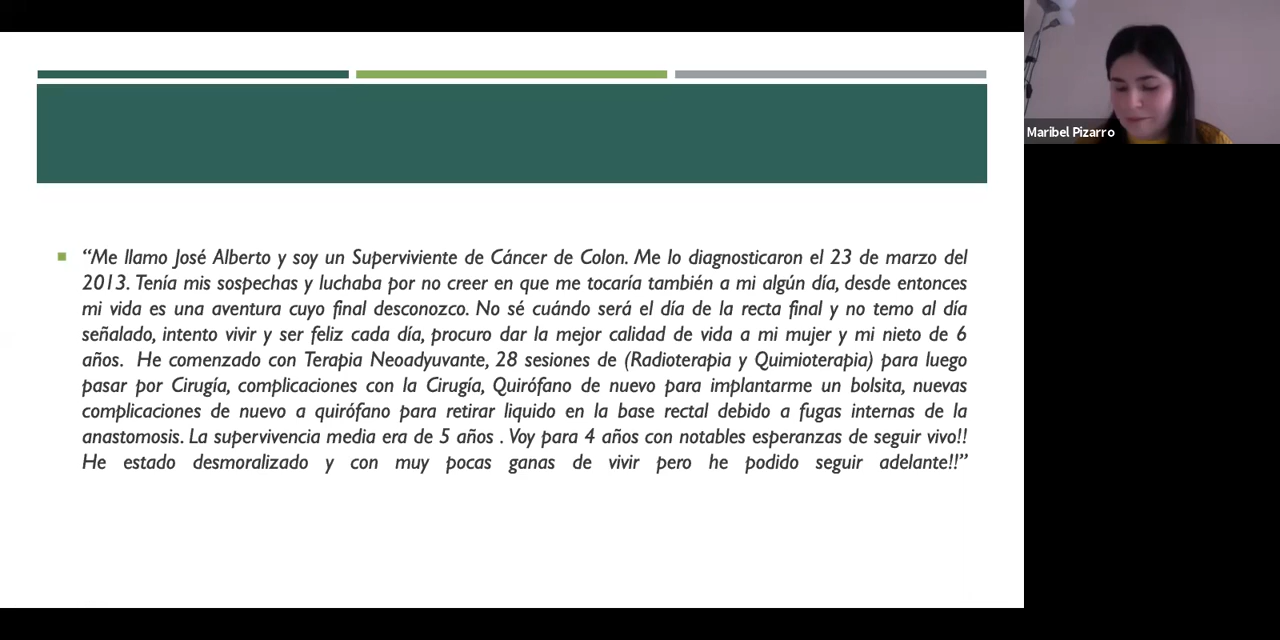 “Me llamo José Alberto y soy un Superviviente de Cáncer de Colon. Me lo diagnosticaron el 23 de marzo del
2013. Tenía mis sospechas y luchaba por no creer en que me tocaría también a mi algún día, desde entonces
mi vida es una aventura cuyo final desconozco. No sé cuándo será el día de la recta final y no temo al día
señalado, intento vivir y ser feliz cada día, procuro dar la mejor calidad de vida a mi mujer y mi nieto de 6
años. He comenzado con Terapia Neoadyuvante, 28 sesiones de (Radioterapia y Quimioterapia) para luego
pasar por Cirugía, complicaciones con la Cirugía, Quirófano de nuevo para implantarme un bolsita, nuevas
complicaciones de nuevo a quirófano para retirar liquido en la base rectal debido a fugas internas de la
anastomosis. La supervivencia media era de 5 años . Voy para 4 años con notables esperanzas de seguir vivo!!
He estado desmoralizado y con muy pocas ganas de vivir pero he podido seguir adelante!!”
Maribel Pizarro